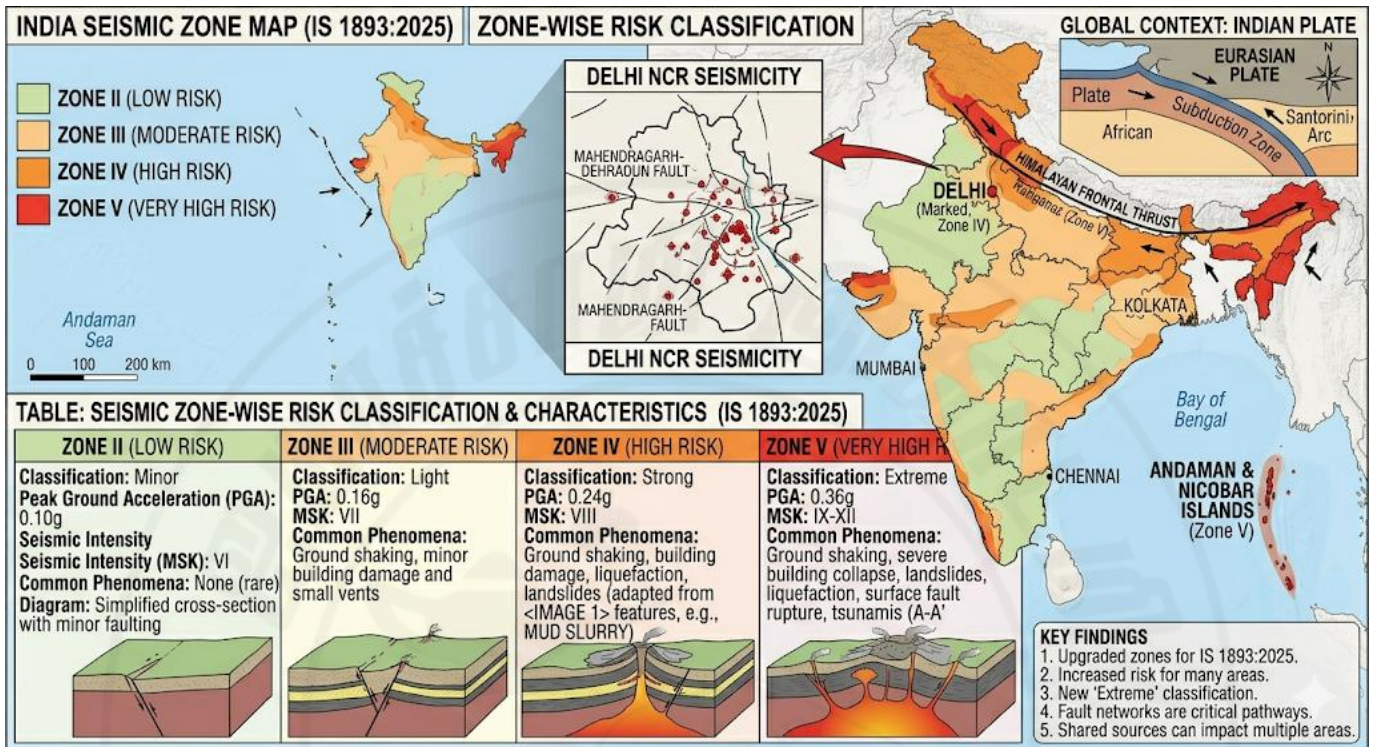 INDIA SEISMIC ZONE MAP (IS 1893:2025)
ZONE-WISE RISK CLASSIFICATION
ZONE II (LOW RISK)
ZONE III (MODERATE RISK)
ZONE IV (HIGH RISK)
ZONE V (VERY HIGH RISK)
Andaman
Sea
0 100 200 km
DELHI NCR SEISMICITY
MAHENDRAGARH-
DEHRAOUN FAULT
MAHENDRAGARH-
FAULT
DELHI NCR SEISMICITY
GLOBAL CONTEXT: INDIAN PLATE
EURASIAN
PLATE
N
Plate
Subduction Zone
African
Santorini,
Arc
HIMALAYAN FRONTAL THRUST
DELHI
(Marked,
Zone IV)
(Zone V)
KOLKATA
MUMBAI
CHENNAI
Bay of
Bengal
ANDAMAN &
NICOBAR
ISLANDS
(Zone V)
TABLE: SEISMIC ZONE-WISE RISK CLASSIFICATION & CHARACTERISTICS (IS 1893:2025)
ZONE II (LOW RISK)
Classification: Minor
Peak Ground Acceleration (PGA):
0.10g
Seismic Intensity
Seismic Intensity (MSK): VI
Common Phenomena: None (rare)
Diagram: Simplified cross-section
with minor faulting
ZONE III (MODERATE RISK)
Classification: Light
PGA: 0.16g
MSK: VII
Common Phenomena:
Ground shaking, minor
building damage and
small vents
ZONE IV (HIGH RISK)
Classification: Strong
PGA: 0.24g
MSK: VIII
Common Phenomena:
Ground shaking, building
damage, liquefaction,
landslides (adapted from
<IMAGE 1> features, e.g.,
MUD SLURRY)
ZONE V (VERY HIGH R
Classification: Extreme
PGA: 0.36g
MSK: IX-XII
Common Phenomena:
Ground shaking, severe
building collapse, landslides,
liquefaction, surface fault
rupture, tsunamis (A-A'
KEY FINDINGS
1. Upgraded zones for IS 1893:2025.
2. Increased risk for many areas.
3. New 'Extreme' classification.
4. Fault networks are critical pathways.
5. Shared sources can impact multiple areas.